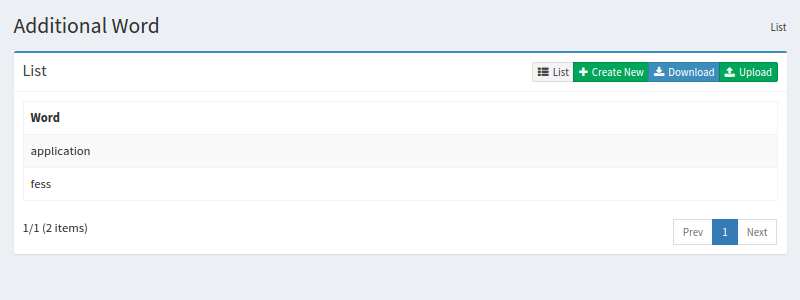 Additional Word
List
List
List Create New Download Upload
Word
application
fess
1/1 (2 items)
Prev 1 Next